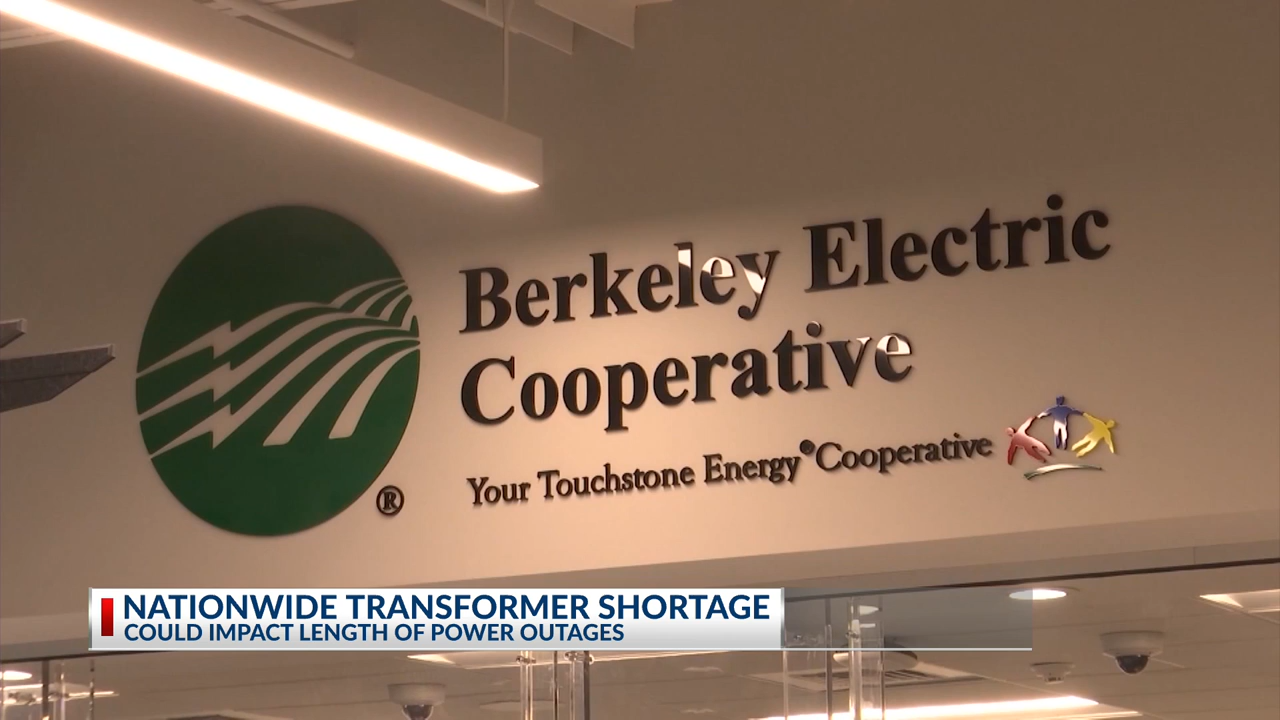 Berkeley Electric
Cooperative
Your Touchstone Energy® Cooperative
®
NATIONWIDE TRANSFORMER SHORTAGE
COULD IMPACT LENGTH OF POWER OUTAGES